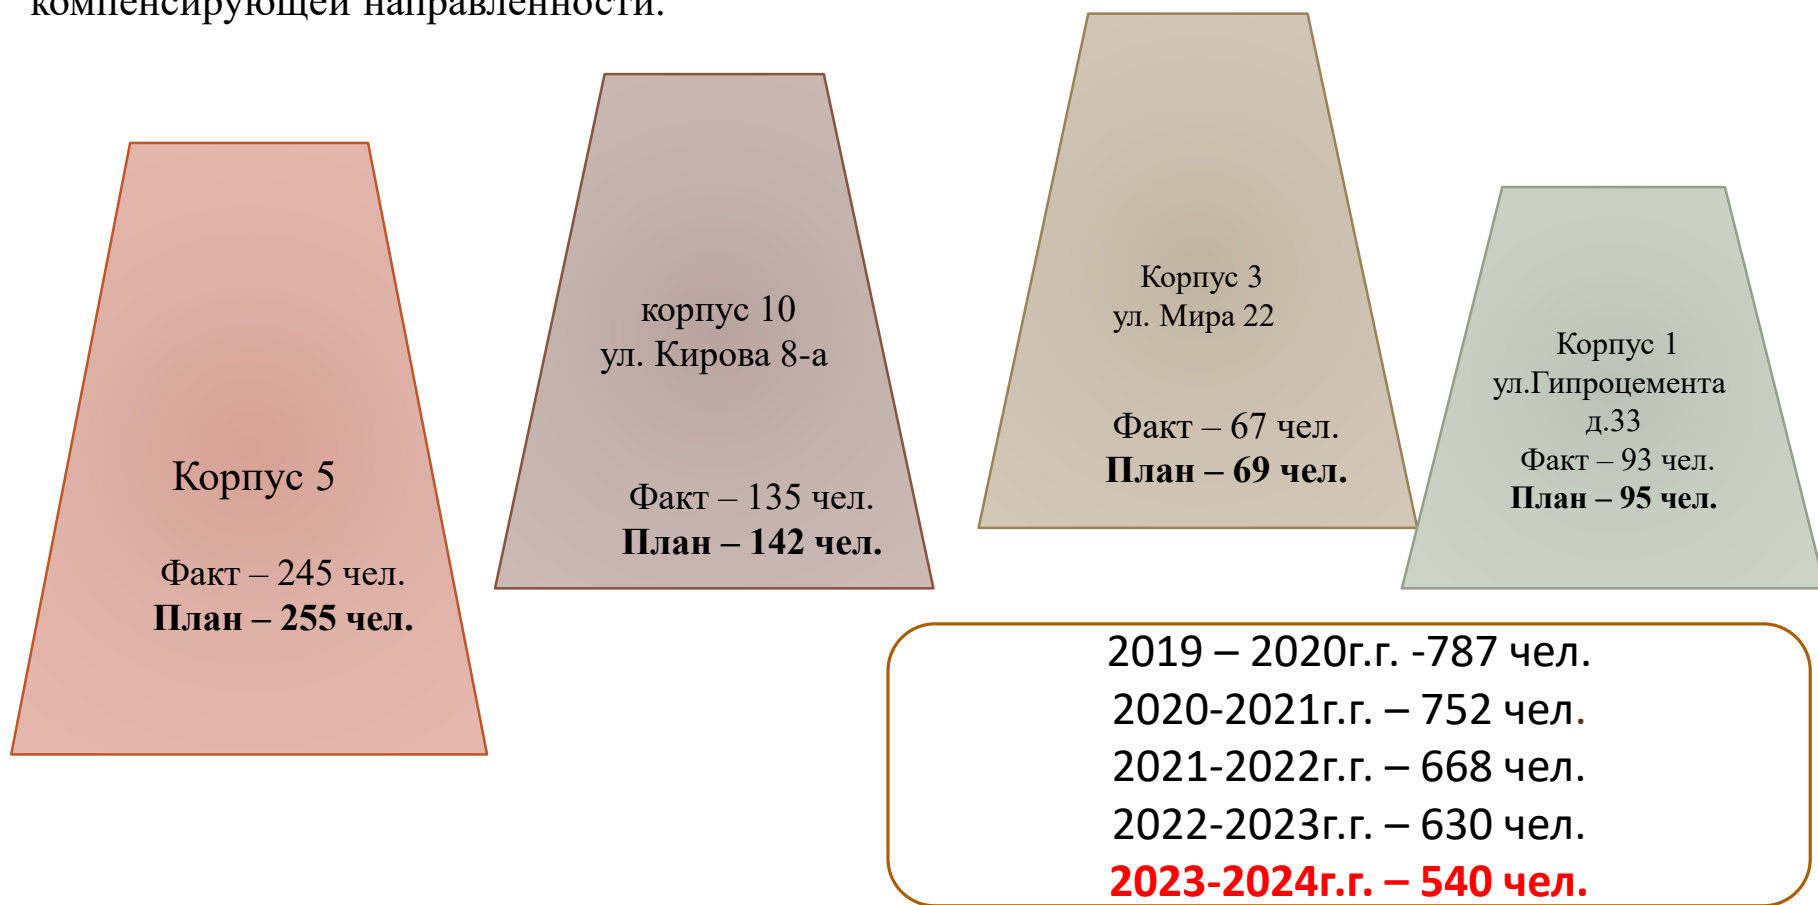 компенсирующей направленности.
Корпус 5
Факт – 245 чел.
План – 255 чел.
корпус 10
ул. Кирова 8-а
Факт – 135 чел.
План – 142 чел.
Корпус 3
ул. Мира 22
Факт – 67 чел.
План – 69 чел.
Корпус 1
ул.Гипроцемента
д.33
Факт – 93 чел.
План – 95 чел.
2019 – 2020г.г. -787 чел.
2020-2021г.г. – 752 чел.
2021-2022г.г. – 668 чел.
2022-2023г.г. – 630 чел.
2023-2024г.г. – 540 чел.